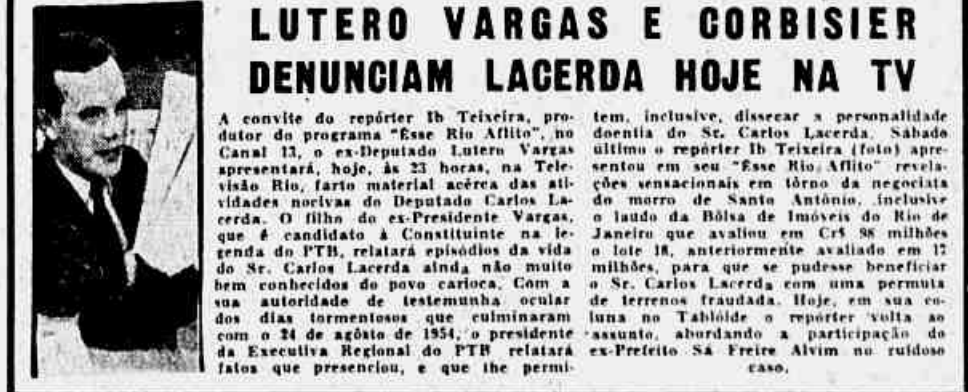 LUTERO VARGAS E CORBISIER
DENUNCIAM LACERDA HOJE NA TV
A convite do repórter Ib Teixeira, pro-
dutor do programa "Êsse Rio Aflito", no
Canal 13, o ex-Deputado Lutero Vargas
apresentará, hoje, às 23 horas, na Tele-
visão Rio, farto material acêrca das ati-
vidades nocivas do Deputado Carlos La-
cerda. O filho do ex-Presidente Vargas,
que é candidato à Constituinte na le-
genda do PTB, relatará episódios da vida
do Sr. Carlos Lacerda ainda não muito
bem conhecidos do povo carioca. Com a
sua autoridade de testemunha ocular
dos dias tormentosos que culminaram
com o 24 de agôsto de 1954, o presidente
da Executiva Regional do PTB relatará
fatos que presenciou, e que lhe permi-
tem, inclusive, dissecar a personalidade
doentia do Sr. Carlos Lacerda. Sábado
último o repórter Ib Teixeira (foto) apre-
sentou em seu "Êsse Rio Aflito" revela-
ções sensacionais em tôrno da negociata
do morro de Santo Antônio, inclusive
o laudo da Bôlsa de Imóveis do Rio de
Janeiro que avaliou em Cr$ 98 milhões
o lote 18, anteriormente avaliado em 17
milhões, para que se pudesse beneficiar
o Sr. Carlos Lacerda com uma permuta
de terrenos fraudada. Hoje, em sua co-
luna no Tablóide o repórter volta ao
assunto, abordando a participação do
ex-Prefeito Sá Freire Alvim no ruidoso
caso.